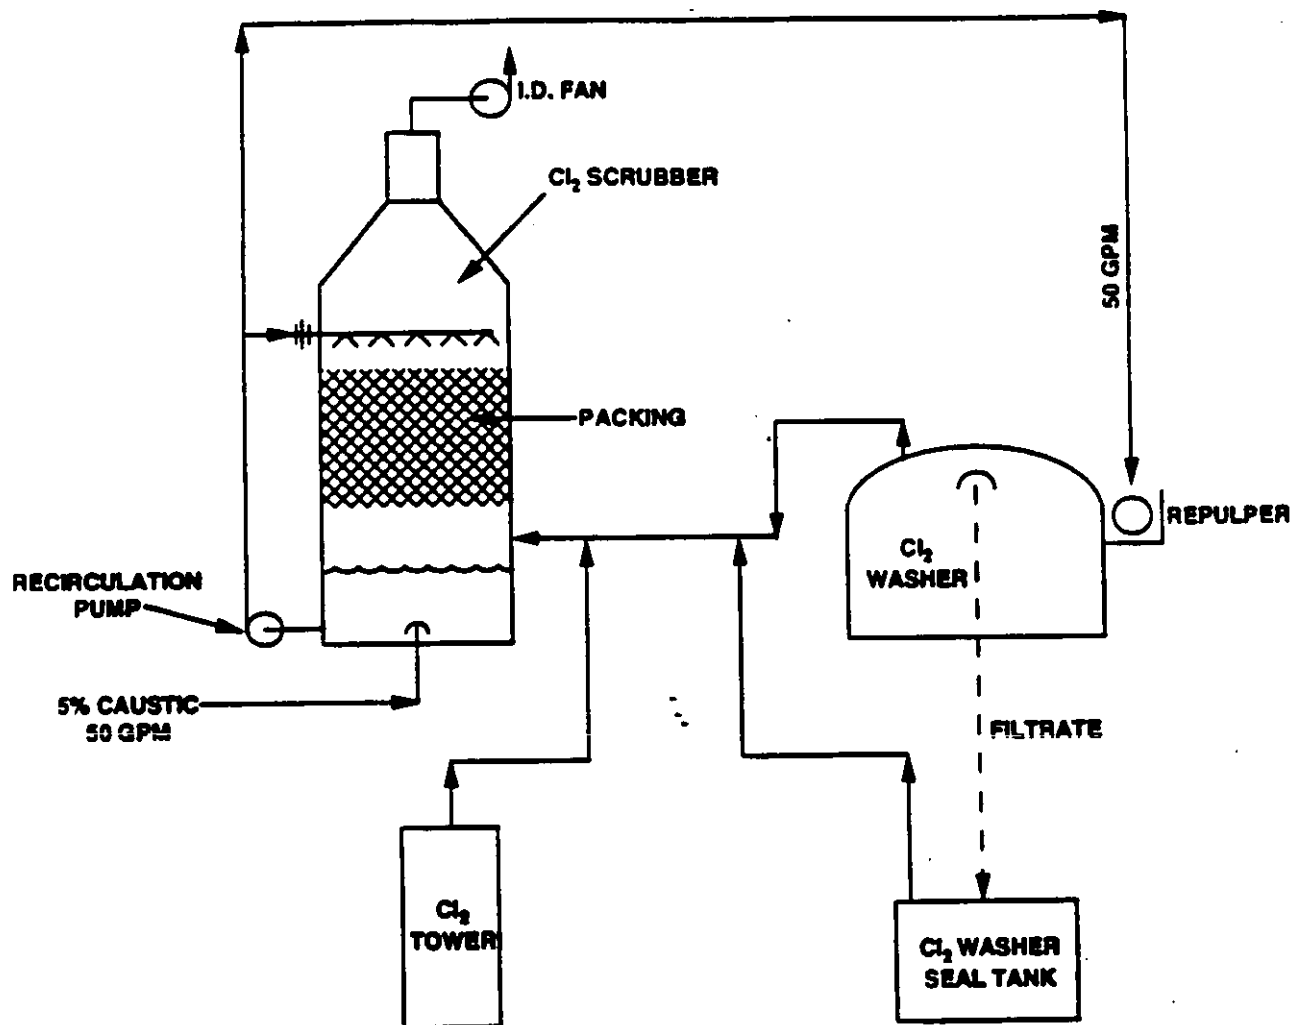 I.D. FAN
Cl₂ SCRUBBER
50 GPM
PACKING
REPULPER
Cl₂
WASHER
RECIRCULATION
PUMP
5% CAUSTIC
50 GPM
FILTRATE
Cl₂
TOWER
Cl₂ WASHER
SEAL TANK